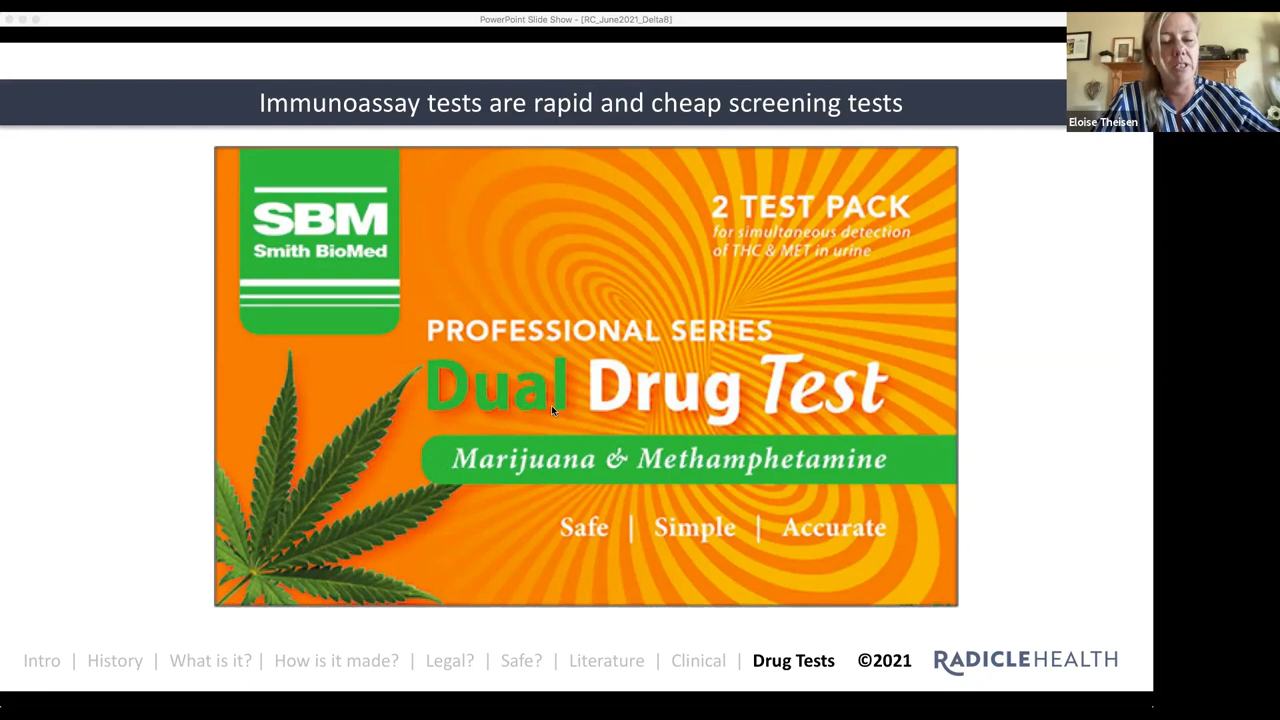 PowerPoint Slide Show - [RC_June2021_Delta8]
Eloise Theisen
Immunoassay tests are rapid and cheap screening tests
SBM
Smith BioMed
2 TEST PACK
for simultaneous detection
of THC & MET in urine
PROFESSIONAL SERIES
Dual Drug Test
Marijuana & Methamphetamine
Safe | Simple | Accurate
Intro | History | What is it? | How is it made? | Legal? | Safe? | Literature | Clinical | Drug Tests ©2021 RADICLEHEALTH